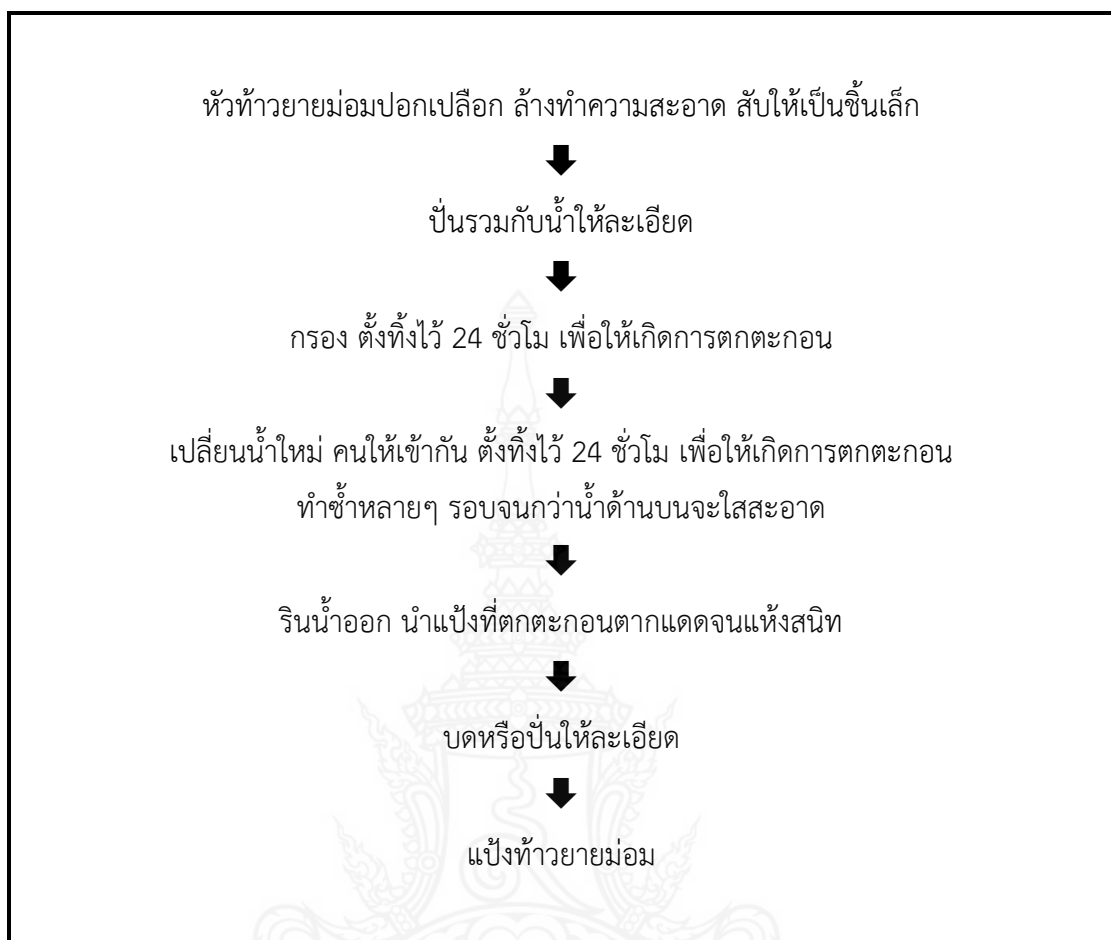 หัวท้าวยายม่อมปอกเปลือก ล้างทำความสะอาด สับให้เป็นชิ้นเล็ก
ปั่นรวมกับน้ำให้ละเอียด
กรอง ตั้งทิ้งไว้ 24 ชั่วโม เพื่อให้เกิดการตกตะกอน
เปลี่ยนน้ำใหม่ คนให้เข้ากัน ตั้งทิ้งไว้ 24 ชั่วโม เพื่อให้เกิดการตกตะกอน
ทำซ้ำหลายๆ รอบจนกว่าน้ำด้านบนจะใสสะอาด
รินน้ำออก นำแป้งที่ตกตะกอนตากแดดจนแห้งสนิท
บดหรือปั่นให้ละเอียด
แป้งท้าวยายม่อม